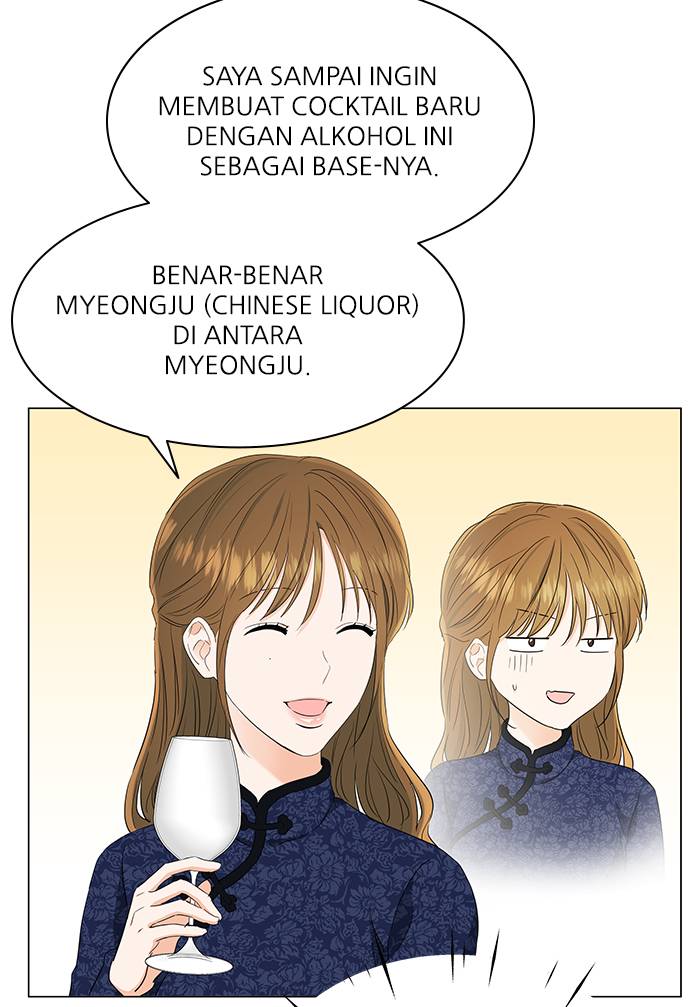 SAYA SAMPAI INGIN
MEMBUAT COCKTAIL BARU
DENGAN ALKOHOL INI
SEBAGAI BASE-NYA.
BENAR-BENAR
MYEONGJU (CHINESE LIQUOR)
DI ANTARA
MYEONGJU.